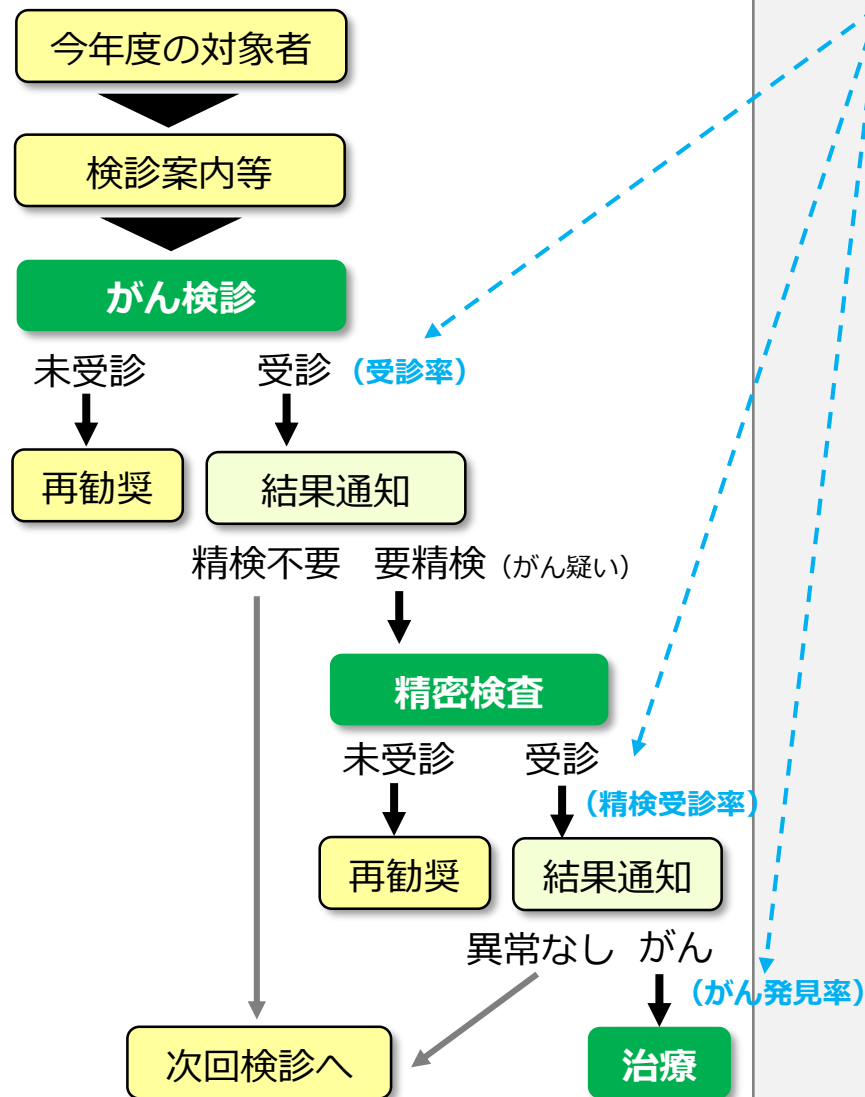 今年度の対象者
検診案内等
がん検診
未受診 受診 (受診率)
再勧奨 結果通知
精検不要 要精検 (がん疑い)
精密検査
未受診 受診
(精検受診率)
再勧奨 結果通知
異常なし がん
(がん発見率)
次回検診へ 治療